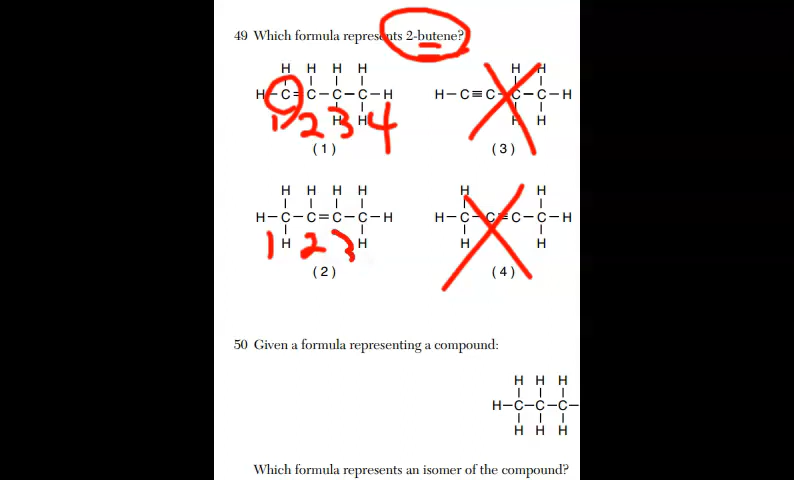 49 Which formula represents 2-butene?
H H H H
H–C=C–C–C–H
H H
1 2 3 4
(1)
H H
H–C≡C–C–C–H
H H
(3)
H H H H
H–C–C=C–C–H
H H
1 2 3
(2)
H H
H–C–C≡C–C–H
H H
(4)
50 Given a formula representing a compound:
H H H
H–C–C–C–
H H H
Which formula represents an isomer of the compound?